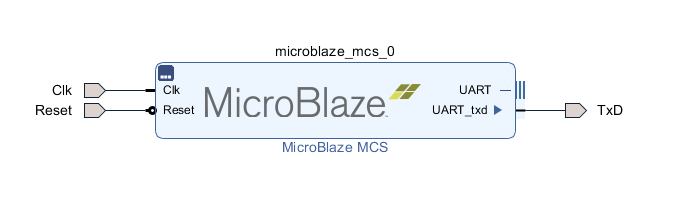 microblaze_mcs_0
Clk
Clk
UART
Reset
Reset
MicroBlaze
UART_txd
TxD
MicroBlaze MCS